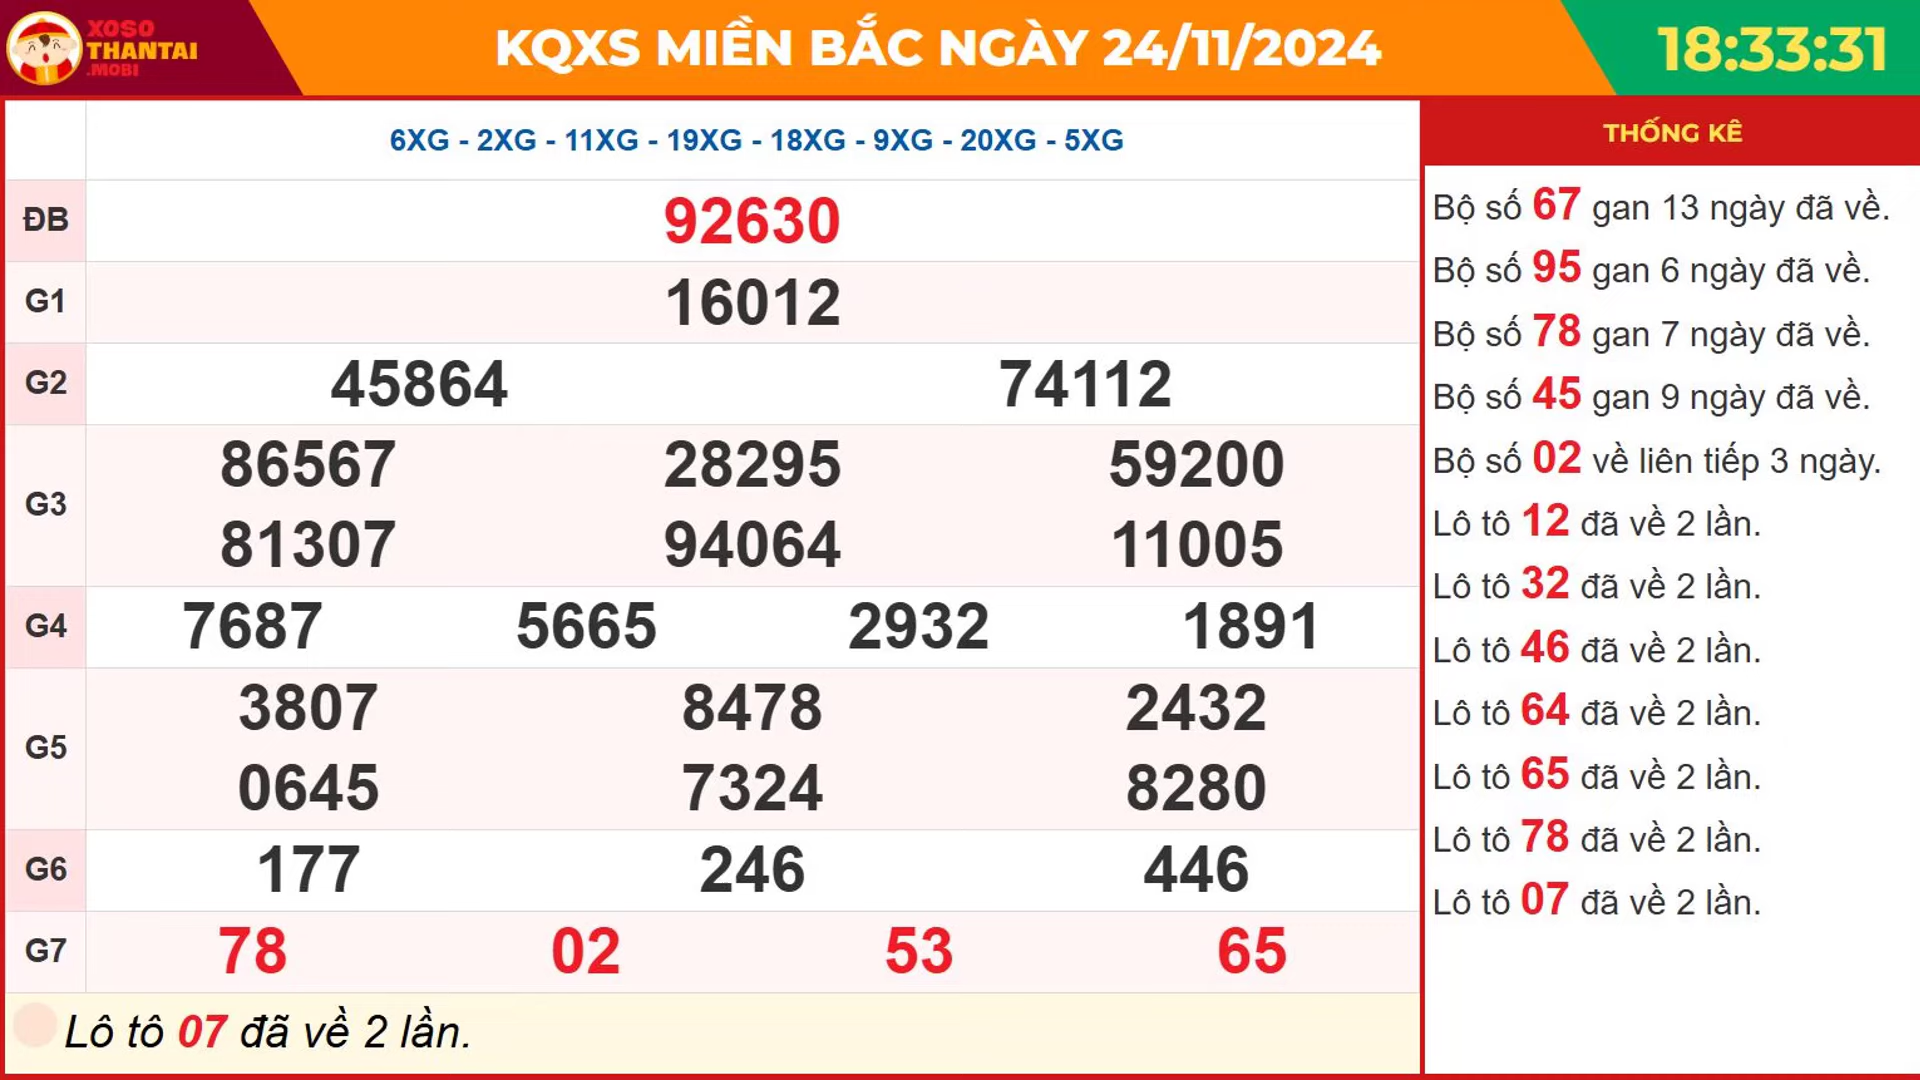 XOSO
THANTAI
.MOBI
KQXS MIỀN BẮC NGÀY 24/11/2024
18:33:31
6XG - 2XG - 11XG - 19XG - 18XG - 9XG - 20XG - 5XG
ĐB 92630
G1 16012
G2 45864 74112
G3 86567 28295 59200
81307 94064 11005
G4 7687 5665 2932 1891
G5 3807 8478 2432
0645 7324 8280
G6 177 246 446
G7 78 02 53 65
Lô tô 07 đã về 2 lần.
THỐNG KÊ
Bộ số 67 gan 13 ngày đã về.
Bộ số 95 gan 6 ngày đã về.
Bộ số 78 gan 7 ngày đã về.
Bộ số 45 gan 9 ngày đã về.
Bộ số 02 về liên tiếp 3 ngày.
Lô tô 12 đã về 2 lần.
Lô tô 32 đã về 2 lần.
Lô tô 46 đã về 2 lần.
Lô tô 64 đã về 2 lần.
Lô tô 65 đã về 2 lần.
Lô tô 78 đã về 2 lần.
Lô tô 07 đã về 2 lần.